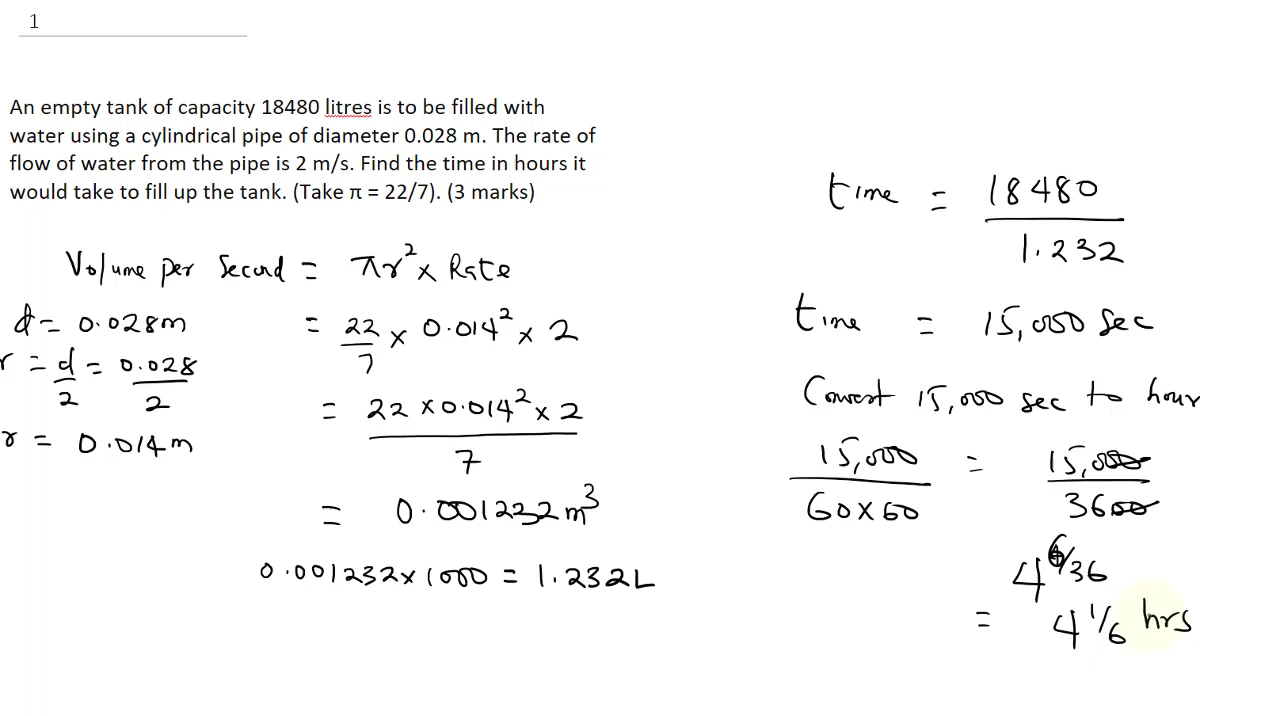 1
An empty tank of capacity 18480 litres is to be filled with
water using a cylindrical pipe of diameter 0.028 m. The rate of
flow of water from the pipe is 2 m/s. Find the time in hours it
would take to fill up the tank. (Take π = 22/7). (3 marks)
Volume per Second = πr² × Rate
d = 0.028m
r = d/2 = 0.028/2
r = 0.014m
= 22/7 × 0.014² × 2
= 22 × 0.014² × 2 / 7
= 0.001232 m³
0.001232 × 1000 = 1.232L
time = 18480 / 1.232
time = 15,000 sec
Convert 15,000 sec to hour
15,000 / 60 × 60 = 15,000 / 3600
4 6/36
= 4 1/6 hrs